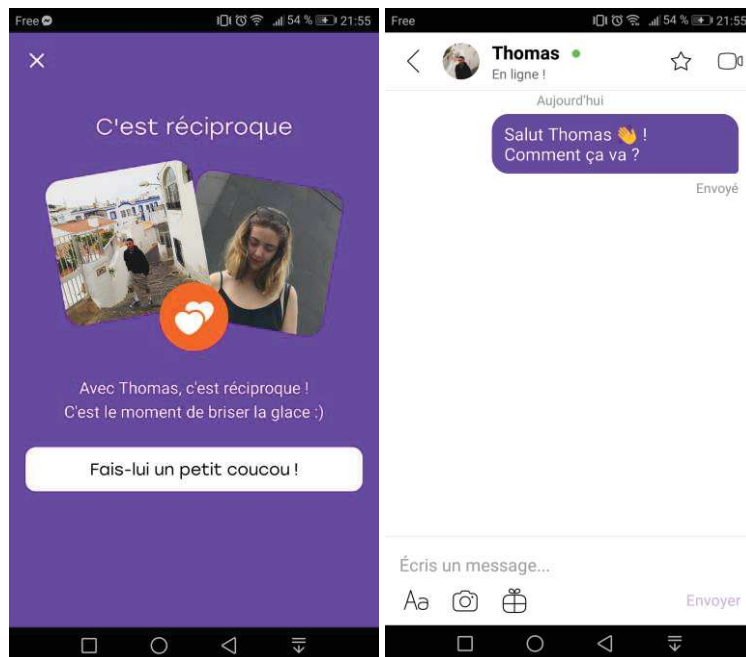 Free
54 % 21:55
C'est réciproque
Avec Thomas, c'est réciproque !
C'est le moment de briser la glace :)
Fais-lui un petit coucou !
Free
54 % 21:55
Thomas
En ligne !
Aujourd'hui
Salut Thomas 👋 !
Comment ça va ?
Envoyé
Écris un message...
Aa
Envoyer